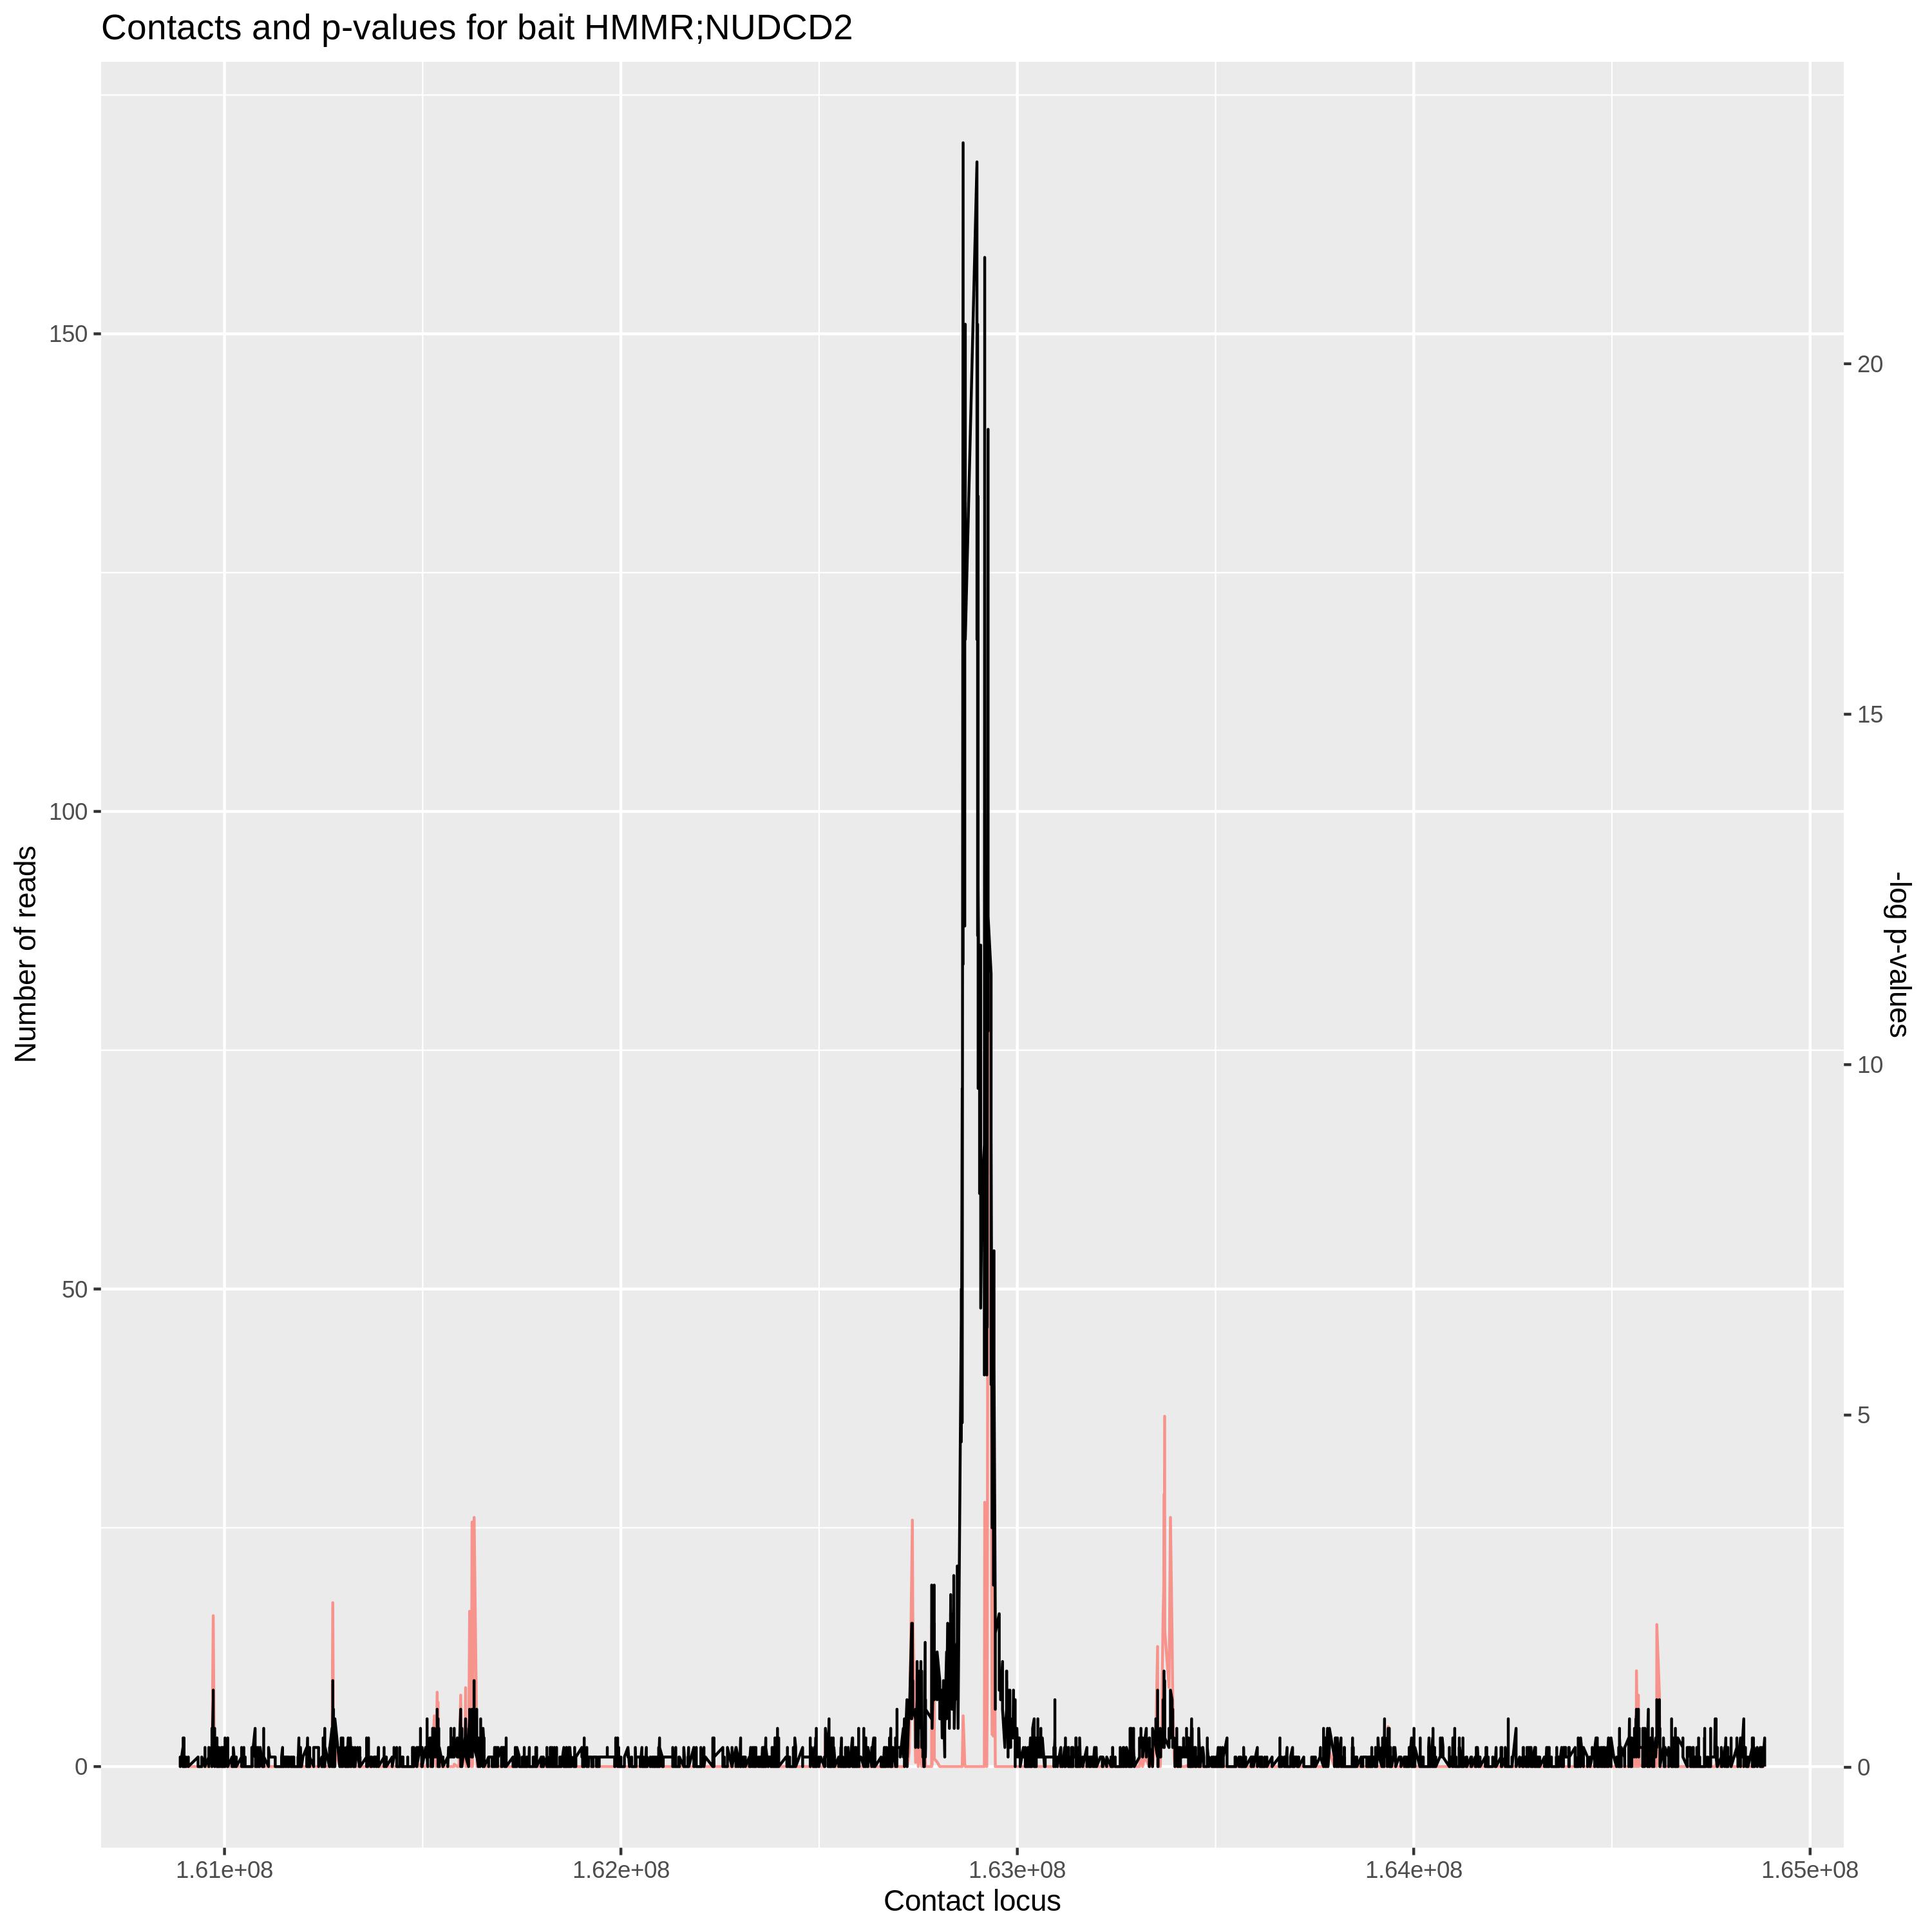 Contacts and p-values for bait HMMR;NUDCD2
150
100
50
0
Number of reads
20
15
10
5
0
-log p-values
1.61e+08
1.62e+08
1.63e+08
1.64e+08
1.65e+08
Contact locus